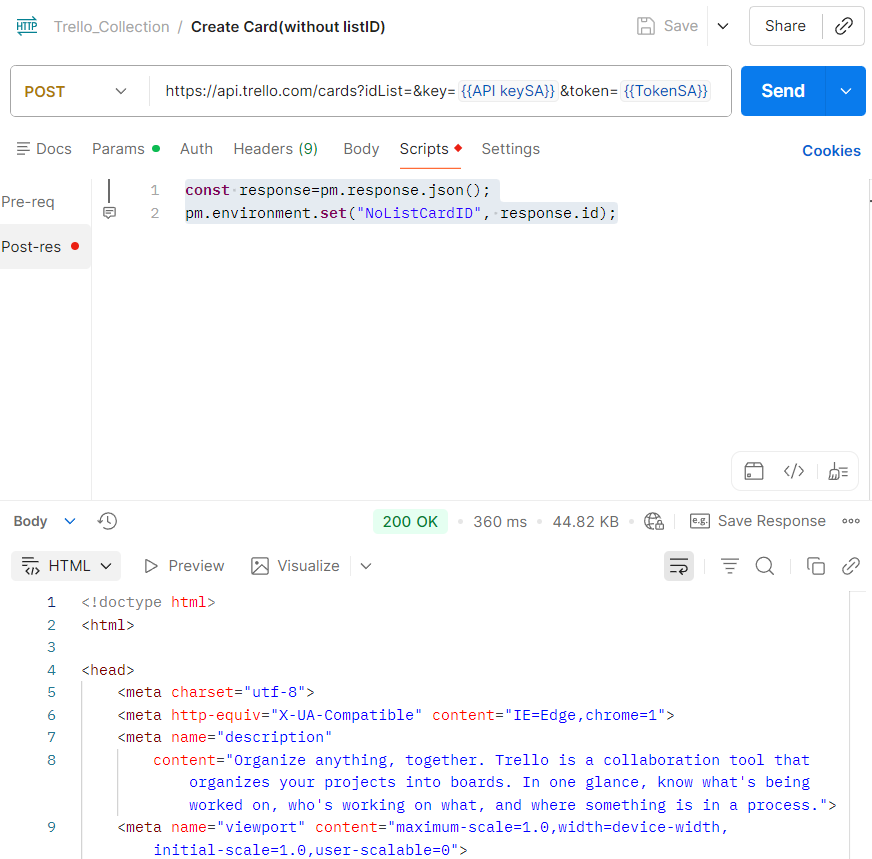 HTTP Trello_Collection / Create Card(without listID) Save Share
POST https://api.trello.com/cards?idList=&key= {{API keySA}} &token= {{TokenSA}} Send
Docs Params Auth Headers (9) Body Scripts Settings Cookies
Pre-req
Post-res
1 const response=pm.response.json();
2 pm.environment.set("NoListCardID", response.id);
Body 200 OK 360 ms 44.82 KB e.g. Save Response
HTML Preview Visualize
1 <!doctype html>
2 <html>
3
4 <head>
5 <meta charset="utf-8">
6 <meta http-equiv="X-UA-Compatible" content="IE=Edge,chrome=1">
7 <meta name="description"
8 content="Organize anything, together. Trello is a collaboration tool that
organizes your projects into boards. In one glance, know what's being
worked on, who's working on what, and where something is in a process.">
9 <meta name="viewport" content="maximum-scale=1.0,width=device-width,
initial-scale=1.0,user-scalable=0">